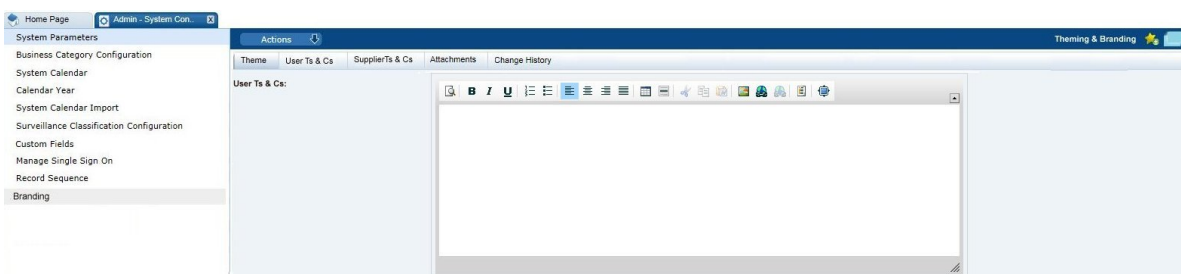 Home Page Admin - System Con..
System Parameters
Business Category Configuration
System Calendar
Calendar Year
System Calendar Import
Surveillance Classification Configuration
Custom Fields
Manage Single Sign On
Record Sequence
Branding
Actions Theming & Branding
Theme User Ts & Cs SupplierTs & Cs Attachments Change History
User Ts & Cs:
B I U